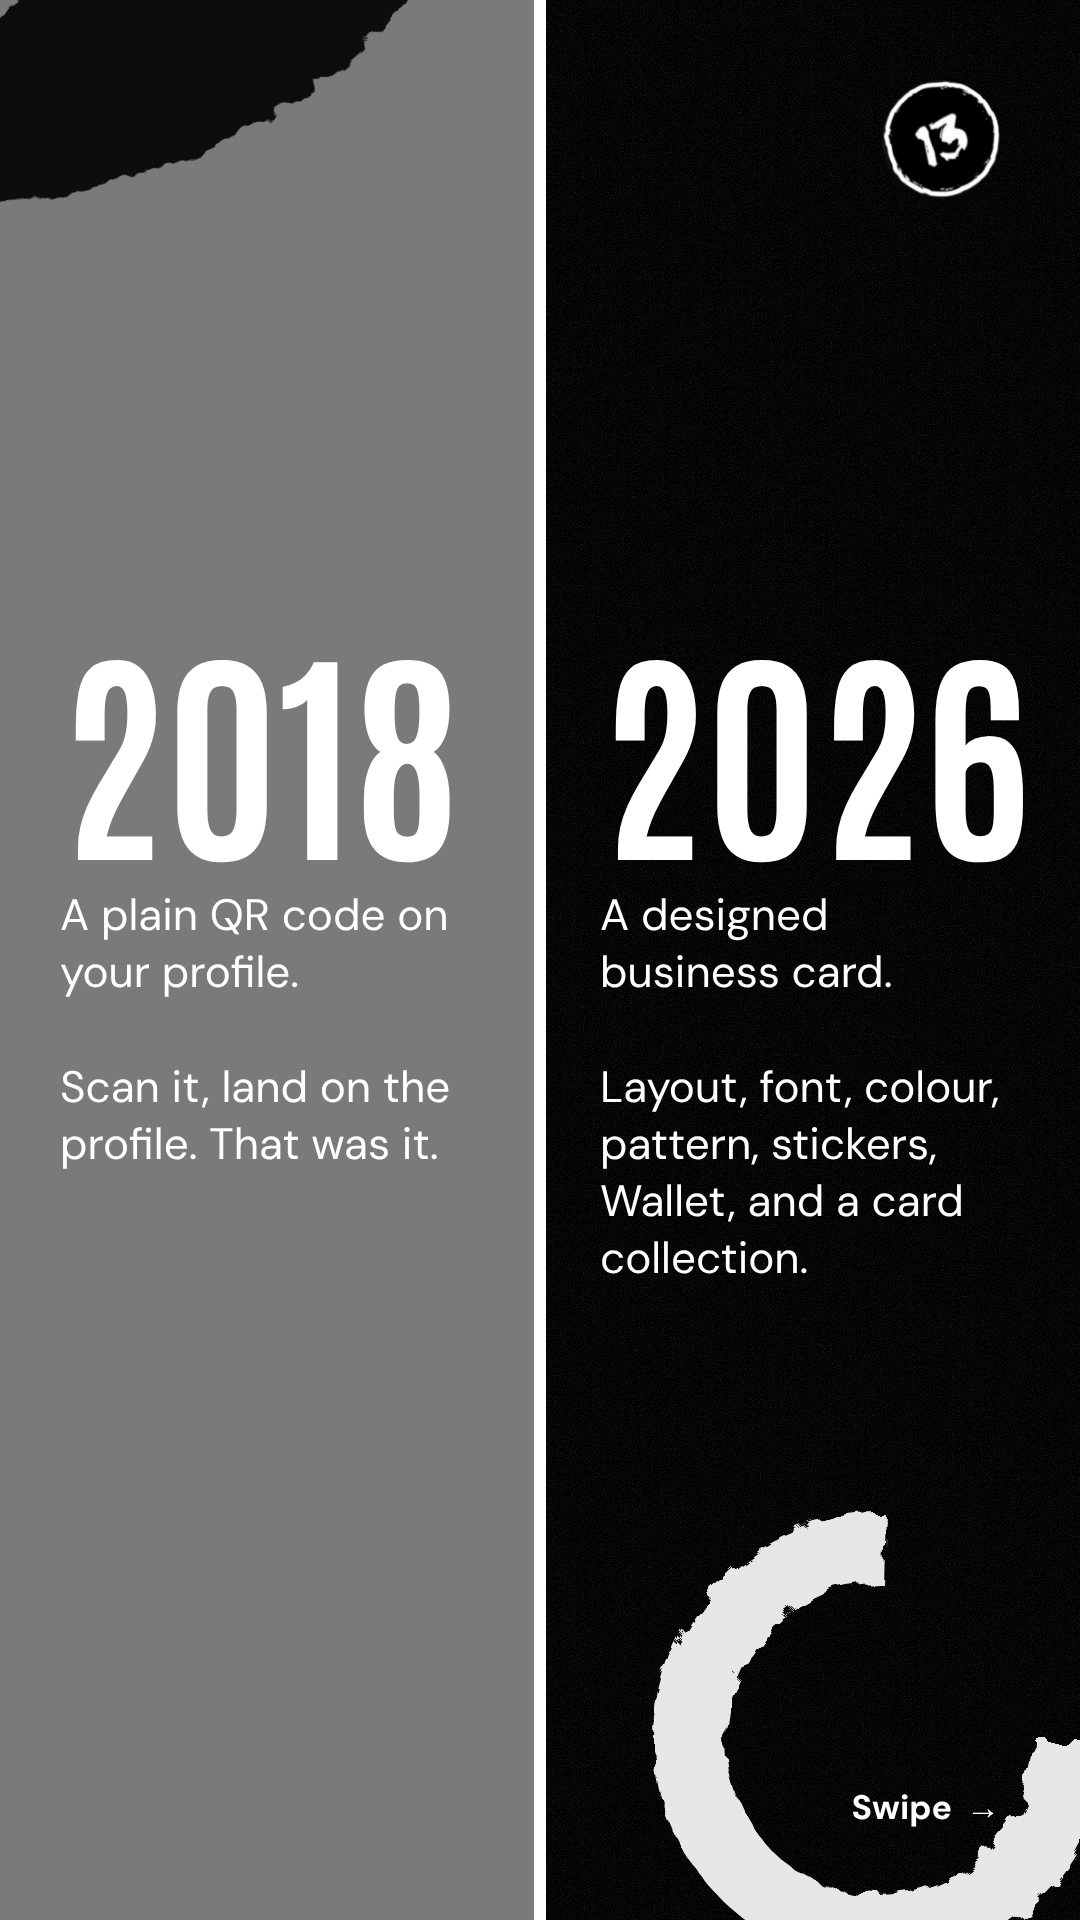 13
2018
A plain QR code on
your profile.
Scan it, land on the
profile. That was it.
2026
A designed
business card.
Layout, font, colour,
pattern, stickers,
Wallet, and a card
collection.
Swipe →